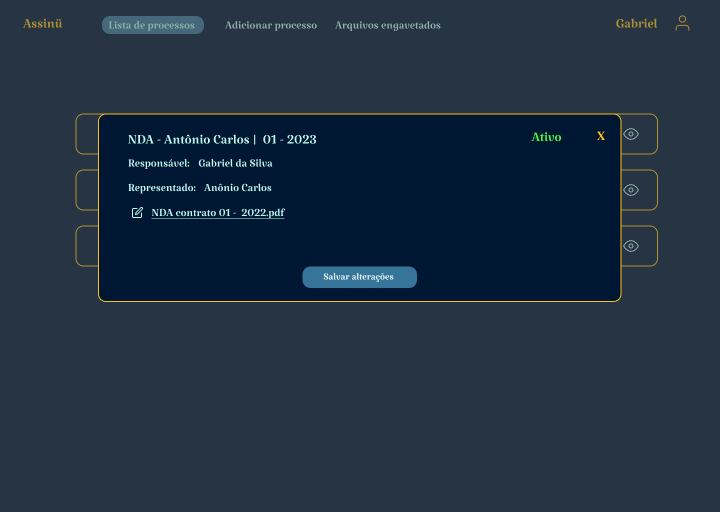 Assinü
Lista de processos
Adicionar processo
Arquivos engavetados
Gabriel
NDA - Antônio Carlos | 01 - 2023
Ativo
X
Responsável: Gabriel da Silva
Representado: Anônio Carlos
NDA contrato 01 - 2022.pdf
Salvar alterações